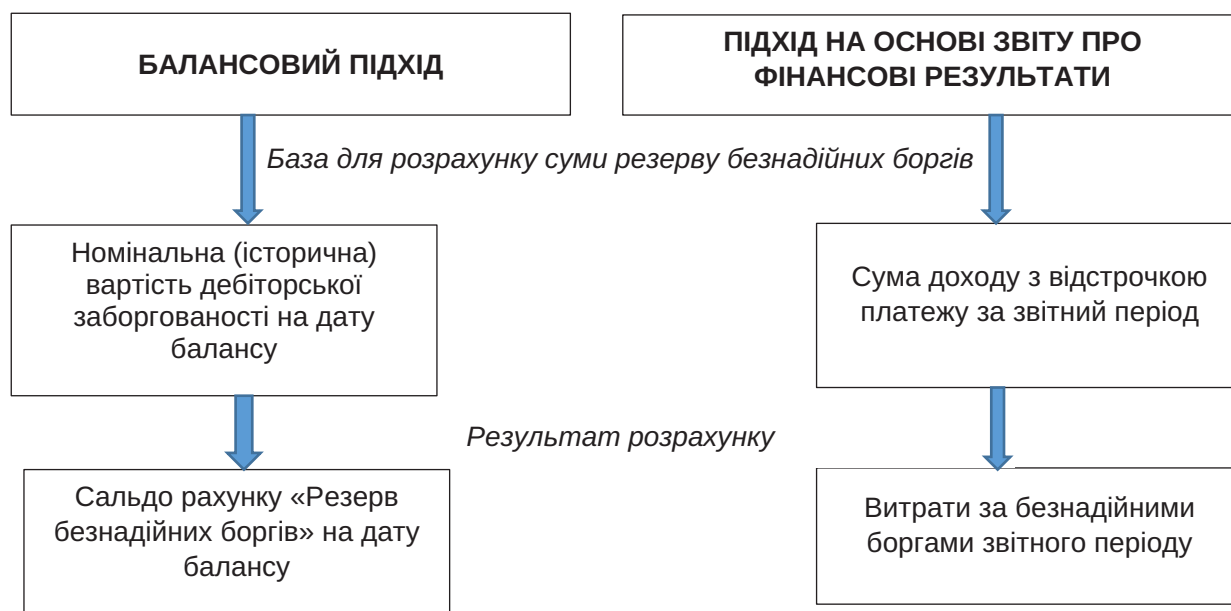 БАЛАНСОВИЙ ПІДХІД
ПІДХІД НА ОСНОВІ ЗВІТУ ПРО
ФІНАНСОВІ РЕЗУЛЬТАТИ
База для розрахунку суми резерву безнадійних боргів
Номінальна (історична)
вартість дебіторської
заборгованості на дату
балансу
Сума доходу з відстрочкою
платежу за звітний період
Результат розрахунку
Сальдо рахунку «Резерв
безнадійних боргів» на дату
балансу
Витрати за безнадійними
боргами звітного періоду